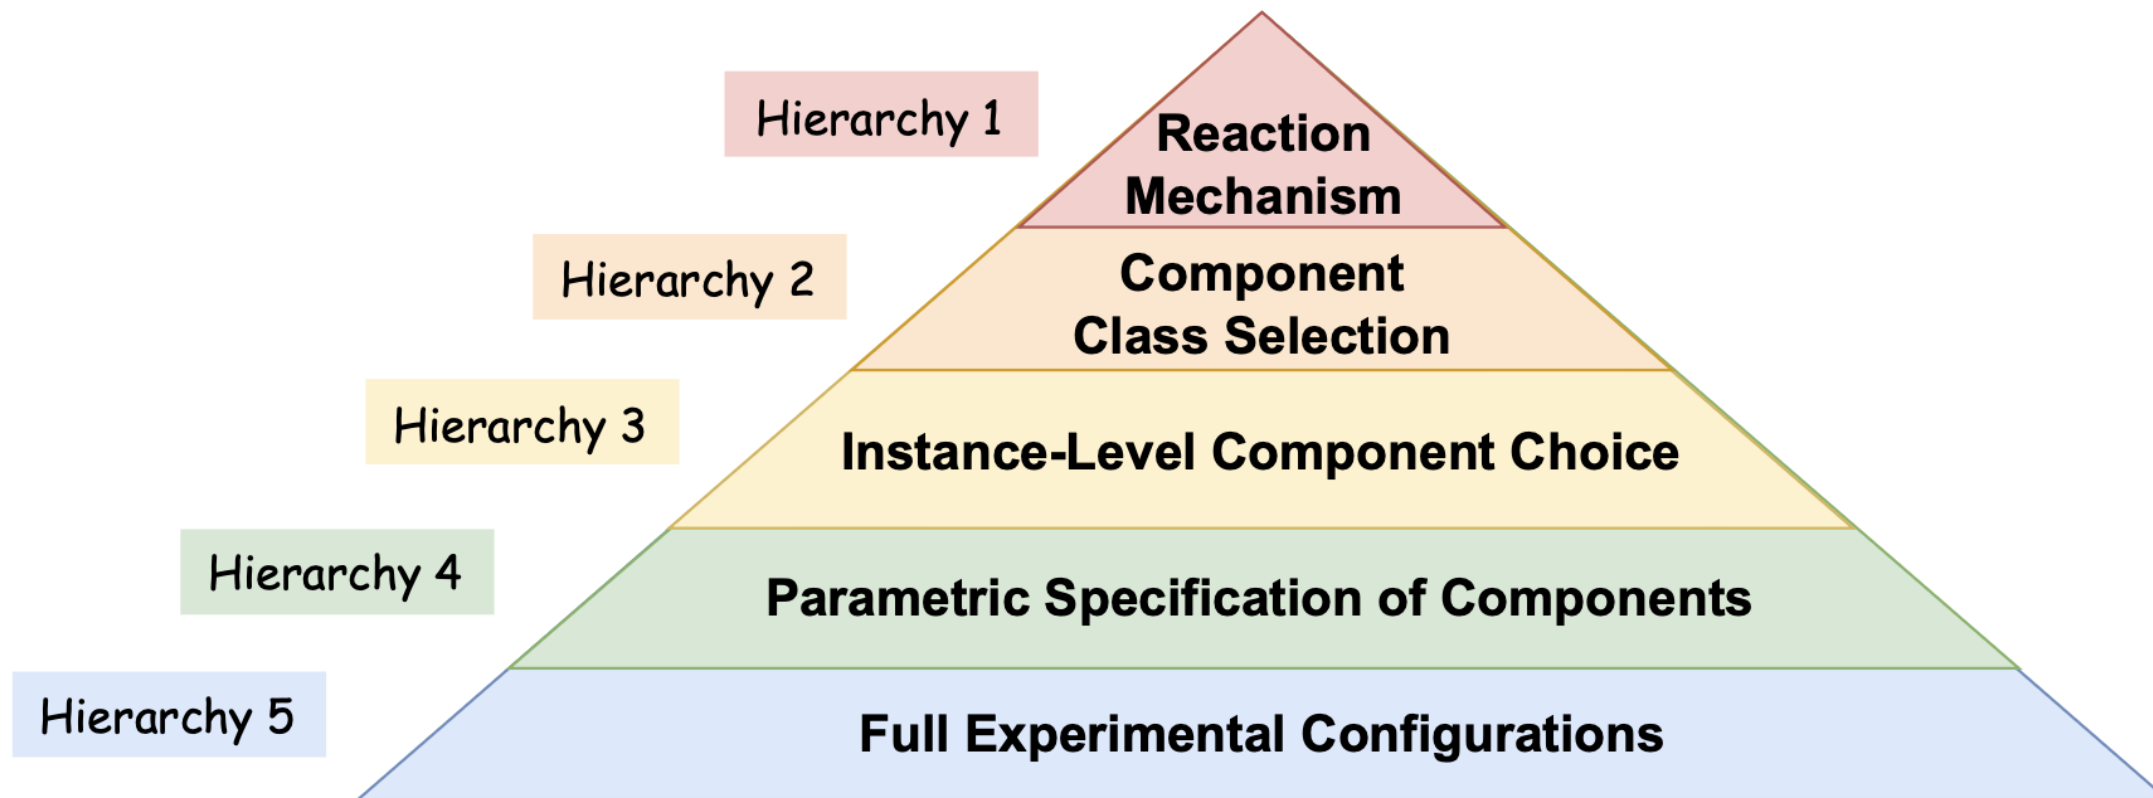 Hierarchy 1
Reaction
Mechanism
Hierarchy 2
Component
Class Selection
Hierarchy 3
Instance-Level Component Choice
Hierarchy 4
Parametric Specification of Components
Hierarchy 5
Full Experimental Configurations